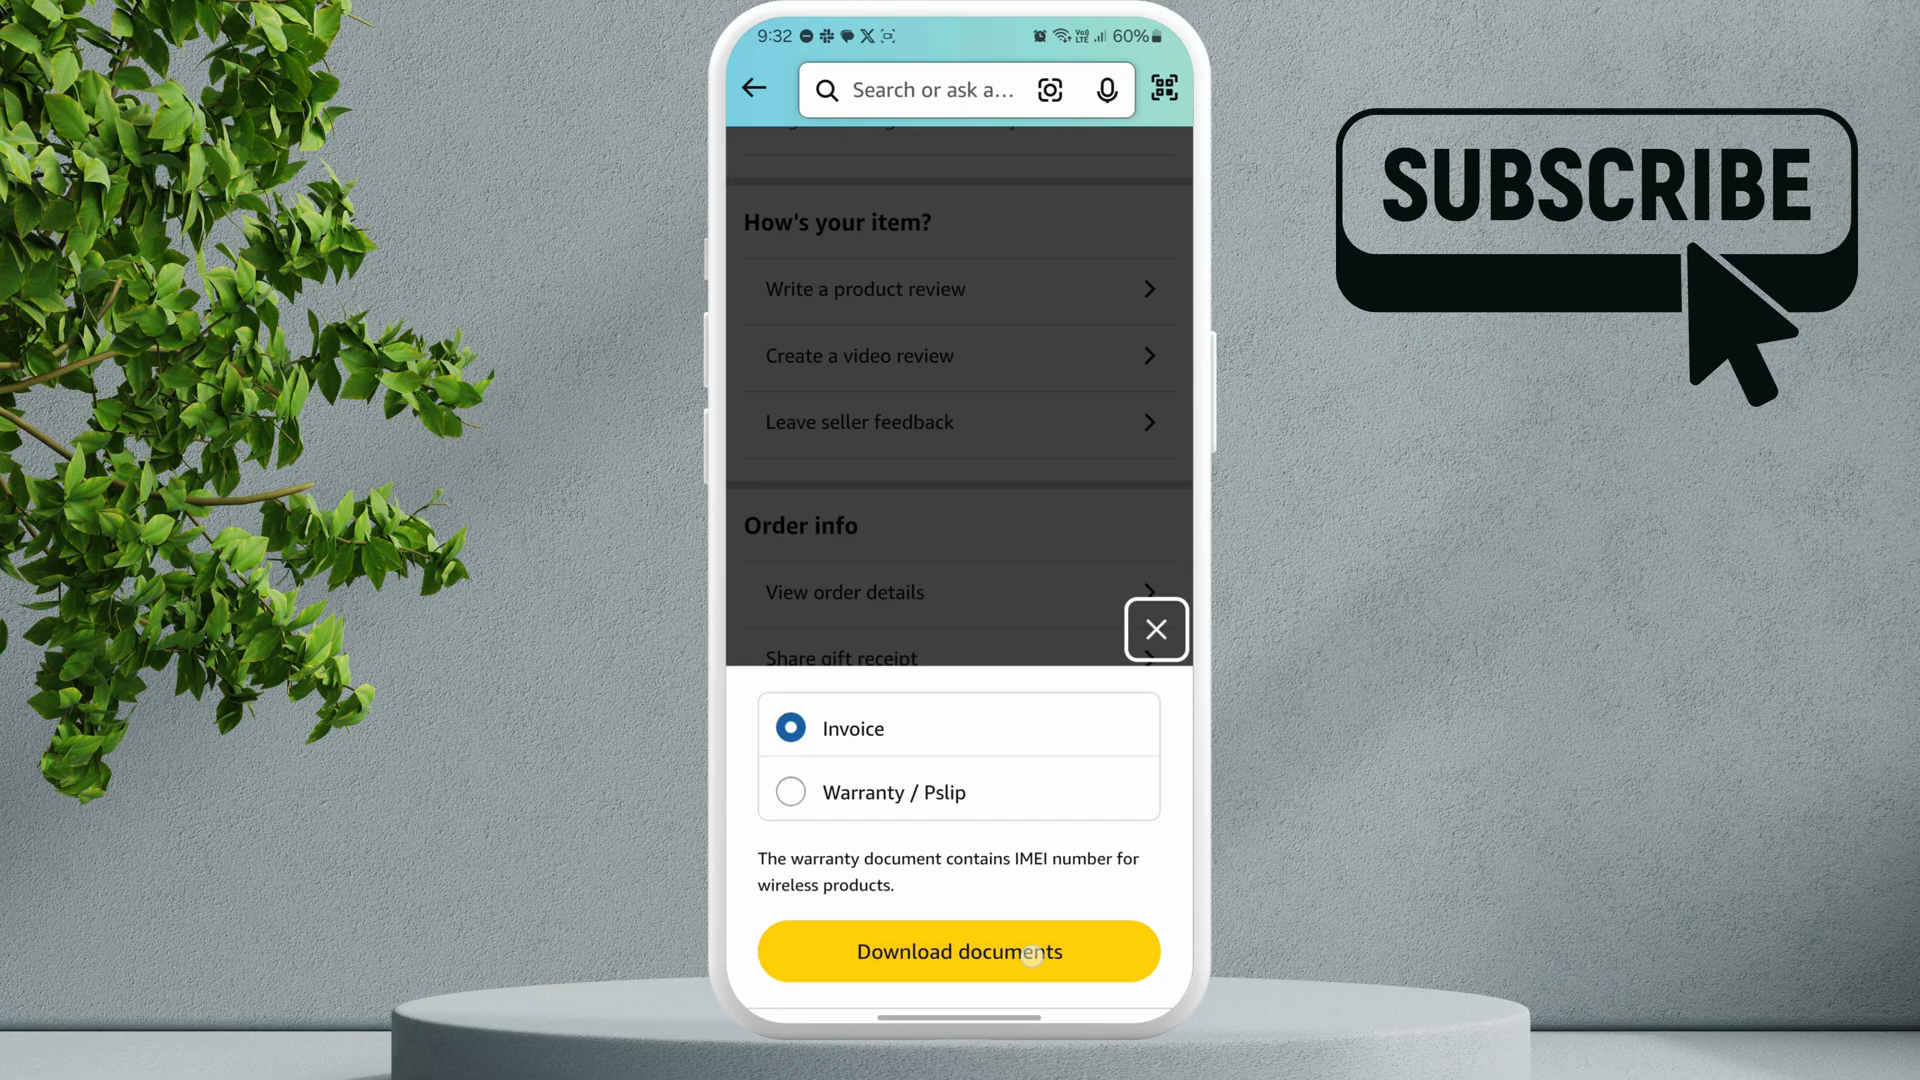 9:32
Vo))
LTE
60%
Search or ask a...
How's your item?
Write a product review
Create a video review
Leave seller feedback
Order info
View order details
Share gift receipt
Invoice
Warranty / Pslip
The warranty document contains IMEI number for
wireless products.
Download documents
SUBSCRIBE